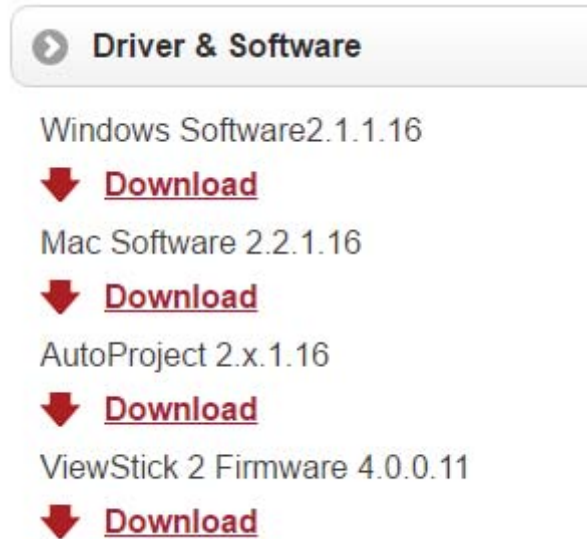 Driver & Software
Windows Software2.1.1.16
Download
Mac Software 2.2.1.16
Download
AutoProject 2.x.1.16
Download
ViewStick 2 Firmware 4.0.0.11
Download